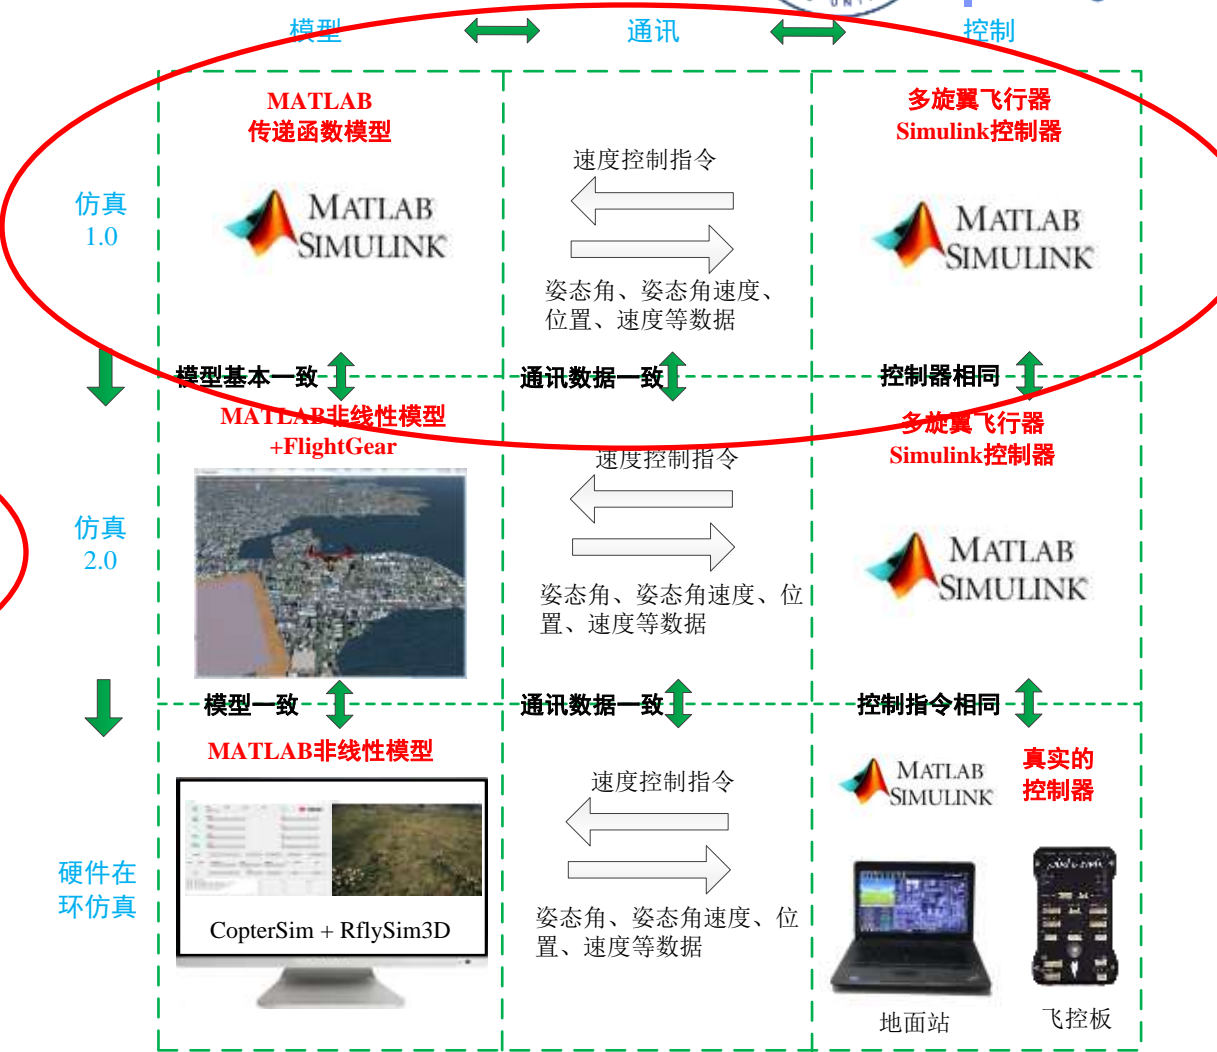 UNI
模型
通讯
控制
MATLAB
传递函数模型
多旋翼飞行器
Simulink控制器
速度控制指令
仿真
1.0
MATLAB
SIMULINK
MATLAB
SIMULINK
姿态角、姿态角速度、
位置、速度等数据
模型基本一致
通讯数据一致
控制器相同
MATLAB非线性模型
+FlightGear
多旋翼飞行器
Simulink控制器
速度控制指令
仿真
2.0
MATLAB
SIMULINK
姿态角、姿态角速度、位
置、速度等数据
模型一致
通讯数据一致
控制指令相同
MATLAB非线性模型
速度控制指令
MATLAB
SIMULINK
真实的
控制器
硬件在
环仿真
CopterSim + RflySim3D
姿态角、姿态角速度、位
置、速度等数据
地面站
飞控板